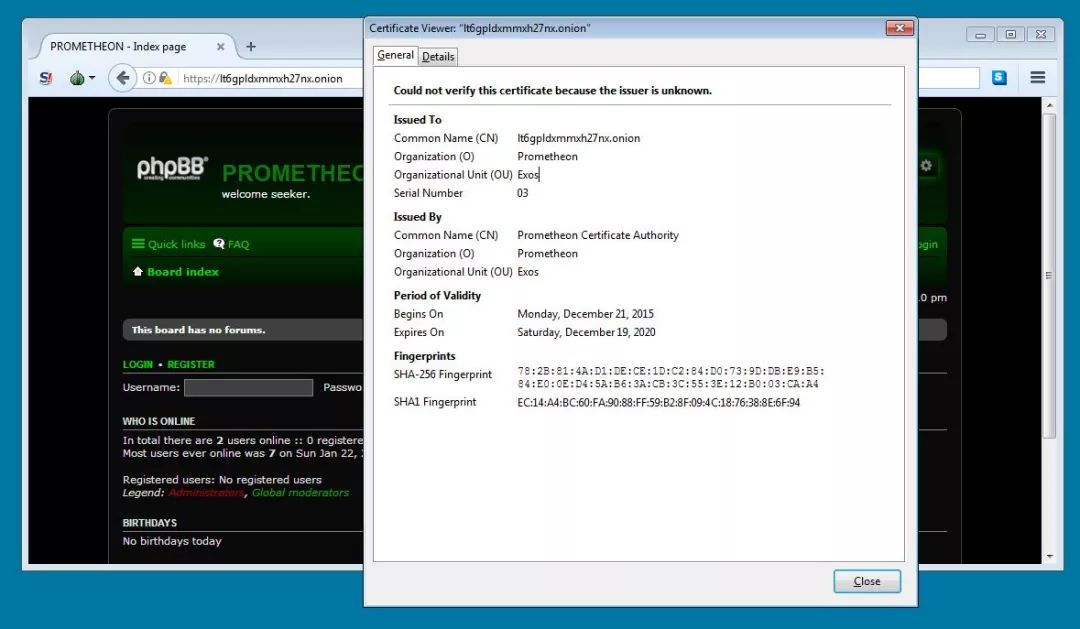 PROMETHEON - Index page
https://lt6gpldxmmxh27nx.onion
phpBB®
creating communities
PROMETHEO
welcome seeker.
Quick links FAQ
ogin
Board index
0 pm
This board has no forums.
LOGIN • REGISTER
Username: Passwo
WHO IS ONLINE
In total there are 2 users online :: 0 registere
Most users ever online was 7 on Sun Jan 22,
Registered users: No registered users
Legend: Administrators, Global moderators
BIRTHDAYS
No birthdays today
Certificate Viewer: "lt6gpldxmmxh27nx.onion"
General Details
Could not verify this certificate because the issuer is unknown.
Issued To
Common Name (CN) lt6gpldxmmxh27nx.onion
Organization (O) Prometheon
Organizational Unit (OU) Exos
Serial Number 03
Issued By
Common Name (CN) Prometheon Certificate Authority
Organization (O) Prometheon
Organizational Unit (OU) Exos
Period of Validity
Begins On Monday, December 21, 2015
Expires On Saturday, December 19, 2020
Fingerprints
SHA-256 Fingerprint 78:2B:81:4A:D1:DE:CE:1D:C2:84:D0:73:9D:DB:E9:B5:
84:E0:0E:D4:5A:B6:3A:CB:3C:55:3E:12:B0:03:CA:A4
SHA1 Fingerprint EC:14:A4:BC:60:FA:90:88:FF:59:B2:8F:09:4C:18:76:38:8E:6F:94
Close